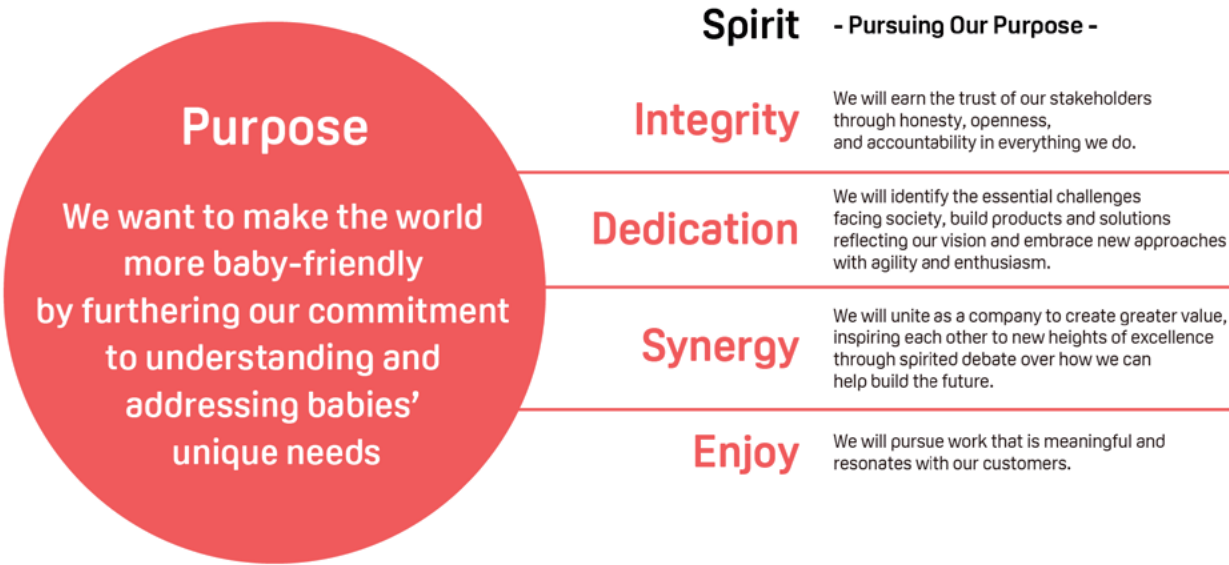 Purpose
We want to make the world
more baby-friendly
by furthering our commitment
to understanding and
addressing babies’
unique needs
Spirit - Pursuing Our Purpose -
Integrity
We will earn the trust of our stakeholders
through honesty, openness,
and accountability in everything we do.
Dedication
We will identify the essential challenges
facing society, build products and solutions
reflecting our vision and embrace new approaches
with agility and enthusiasm.
Synergy
We will unite as a company to create greater value,
inspiring each other to new heights of excellence
through spirited debate over how we can
help build the future.
Enjoy
We will pursue work that is meaningful and
resonates with our customers.